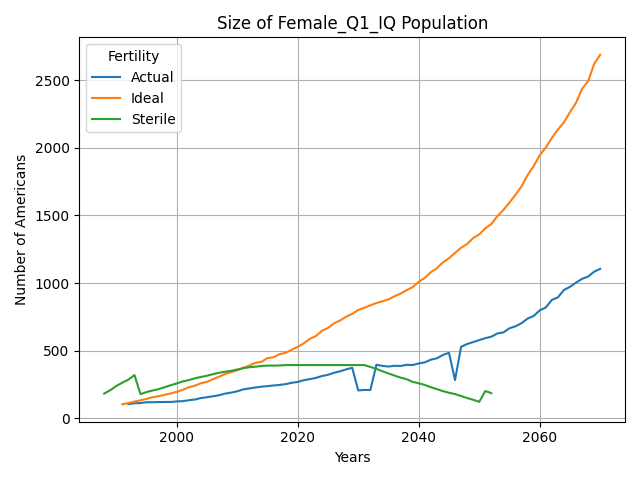 Size of Female_Q1_IQ Population
Fertility
Actual
Ideal
Sterile
Number of Americans
2500
2000
1500
1000
500
0
2000 2020 2040 2060
Years